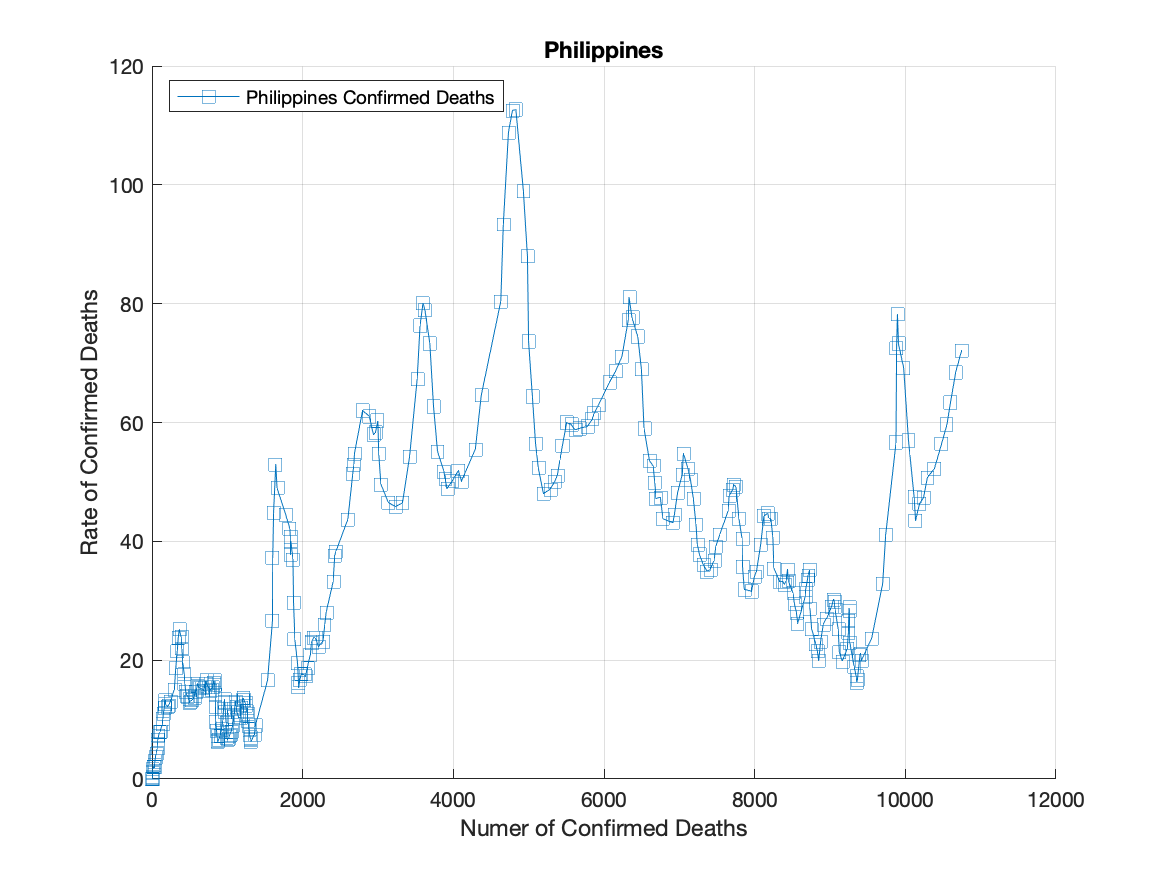 Philippines
Philippines Confirmed Deaths
120
100
80
60
40
20
0
0 2000 4000 6000 8000 10000 12000
Rate of Confirmed Deaths
Numer of Confirmed Deaths